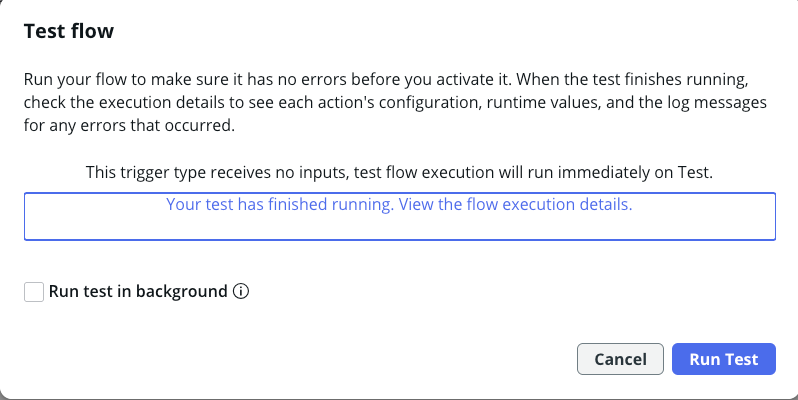 Test flow
Run your flow to make sure it has no errors before you activate it. When the test finishes running,
check the execution details to see each action's configuration, runtime values, and the log messages
for any errors that occurred.
This trigger type receives no inputs, test flow execution will run immediately on Test.
Your test has finished running. View the flow execution details.
Run test in background
Cancel
Run Test